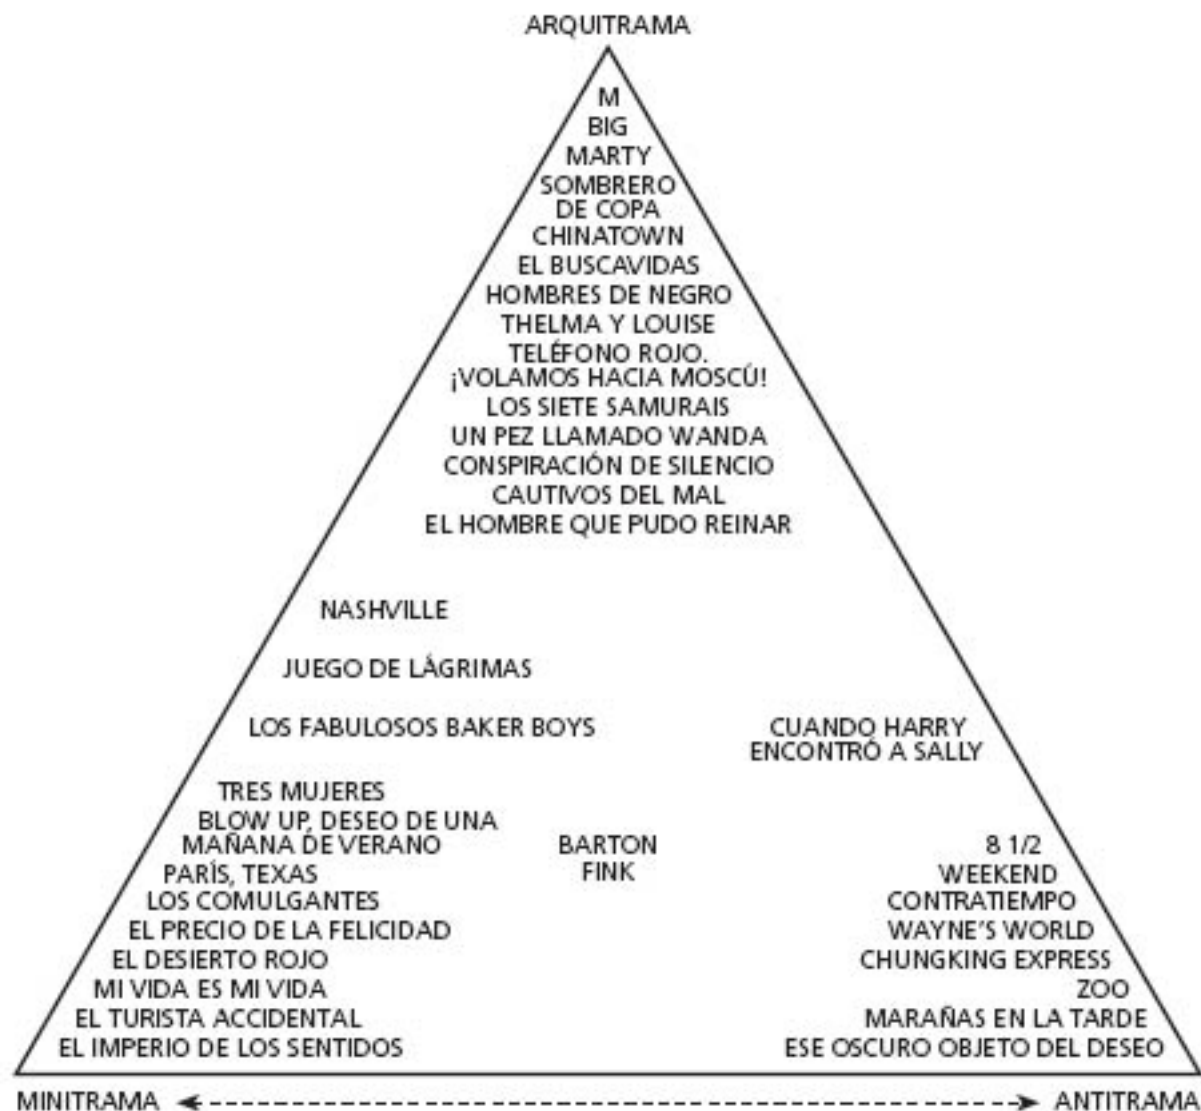 ARQUITRAMA
M
BIG
MARTY
SOMBRERO
DE COPA
CHINATOWN
EL BUSCAVIDAS
HOMBRES DE NEGRO
THELMA Y LOUISE
TELÉFONO ROJO.
¡VOLAMOS HACIA MOSCÚ!
LOS SIETE SAMURAIS
UN PEZ LLAMADO WANDA
CONSPIRACIÓN DE SILENCIO
CAUTIVOS DEL MAL
EL HOMBRE QUE PUDO REINAR
NASHVILLE
JUEGO DE LÁGRIMAS
LOS FABULOSOS BAKER BOYS
CUANDO HARRY
ENCONTRÓ A SALLY
TRES MUJERES
BLOW UP, DESEO DE UNA
MAÑANA DE VERANO
PARÍS, TEXAS
LOS COMULGANTES
EL PRECIO DE LA FELICIDAD
EL DESIERTO ROJO
MI VIDA ES MI VIDA
EL TURISTA ACCIDENTAL
EL IMPERIO DE LOS SENTIDOS
BARTON
FINK
8 1/2
WEEKEND
CONTRATIEMPO
WAYNE'S WORLD
CHUNGKING EXPRESS
ZOO
MARAÑAS EN LA TARDE
ESE OSCURO OBJETO DEL DESEO
MINITRAMA
ANTITRAMA